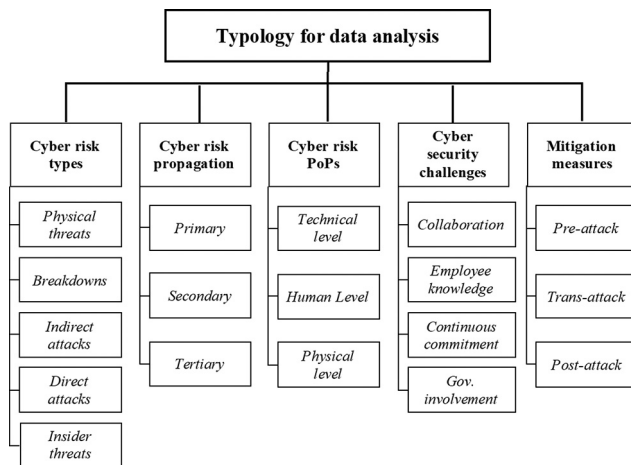 Typology for data analysis
Cyber risk
types
Physical
threats
Breakdowns
Indirect
attacks
Direct
attacks
Insider
threats
Cyber risk
propagation
Primary
Secondary
Tertiary
Cyber risk
PoPs
Technical
level
Human Level
Physical
level
Cyber
security
challenges
Collaboration
Employee
knowledge
Continuous
commitment
Gov.
involvement
Mitigation
measures
Pre-attack
Trans-attack
Post-attack